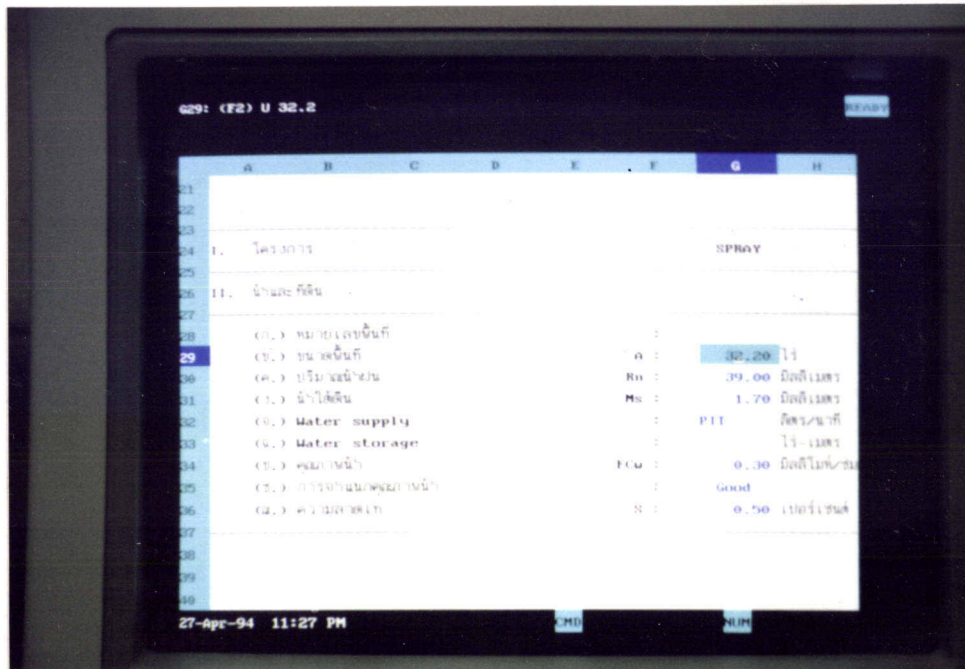 G29: (F2) U 32.2 READY
A B C D E F G H
21
22
23
24 I. โครงการ SPRAY
25
26 II. น้ำและที่ดิน
27
28 (ก.) หมายเลขพื้นที่ :
29 (ข.) ขนาดพื้นที่ A : 32.20 ไร่
30 (ค.) ปริมาณน้ำฝน Rn : 39.00 มิลลิเมตร
31 (ง.) น้ำใต้ดิน Ms : 1.70 มิลลิเมตร
32 Water supply : PIT ลิตร/นาที
33 Water storage : ไร่-เมตร
34 คุณภาพน้ำ ECw : 0.30 มิลลิโมท์/ซม
35 (ช.) การจำแนกคุณภาพน้ำ : Good
36 ความลาดเท S : 0.50 เปอร์เซนต์
37
38
39
40
27-Apr-94 11:27 PM CMD NUM